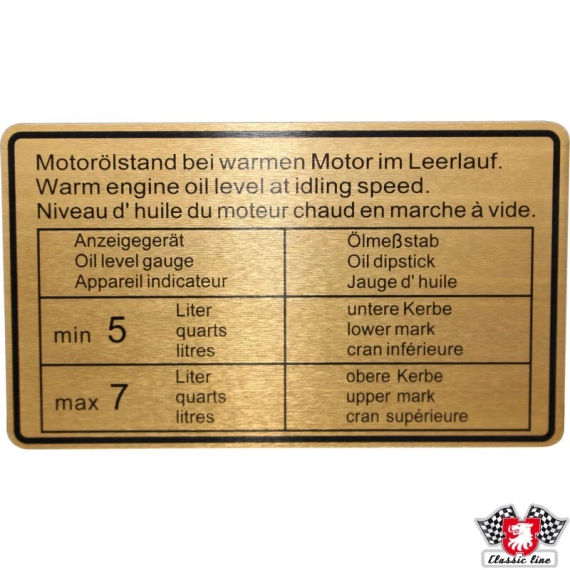 Motorölstand bei warmen Motor im Leerlauf.
Warm engine oil level at idling speed.
Niveau d' huile du moteur chaud en marche à vide.
Anzeigegerät
Oil level gauge
Appareil indicateur
Ölmeßstab
Oil dipstick
Jauge d' huile
min 5
Liter
quarts
litres
untere Kerbe
lower mark
cran inférieure
max 7
Liter
quarts
litres
obere Kerbe
upper mark
cran supérieure
Classic line